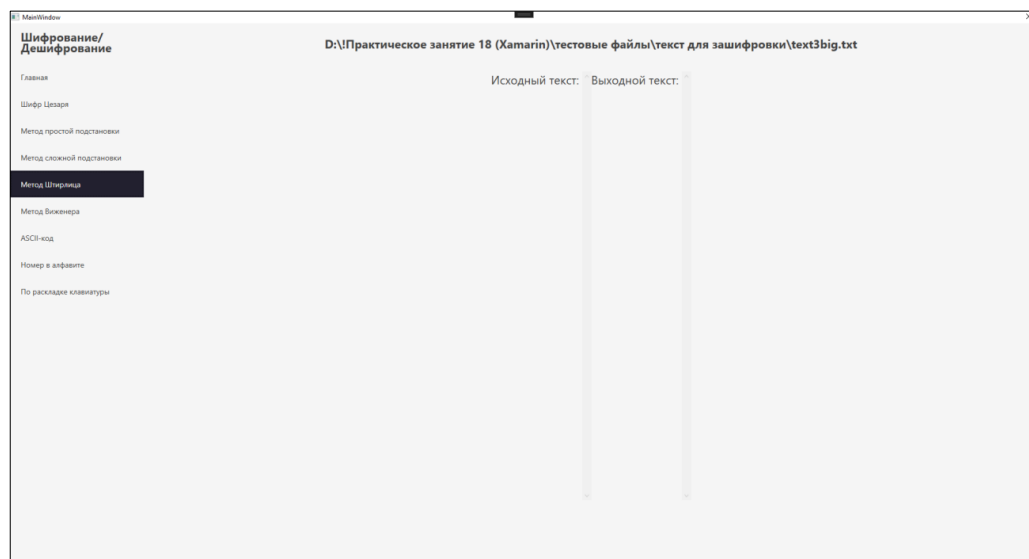 MainWindow
Шифрование/
Дешифрование
D:\!Практическое занятие 18 (Xamarin)\тестовые файлы\текст для зашифровки\text3big.txt
Главная
Исходный текст: Выходной текст:
Шифр Цезаря
Метод простой подстановки
Метод сложной подстановки
Метод Штирлица
Метод Виженера
ASCII-код
Номер в алфавите
По раскладке клавиатуры